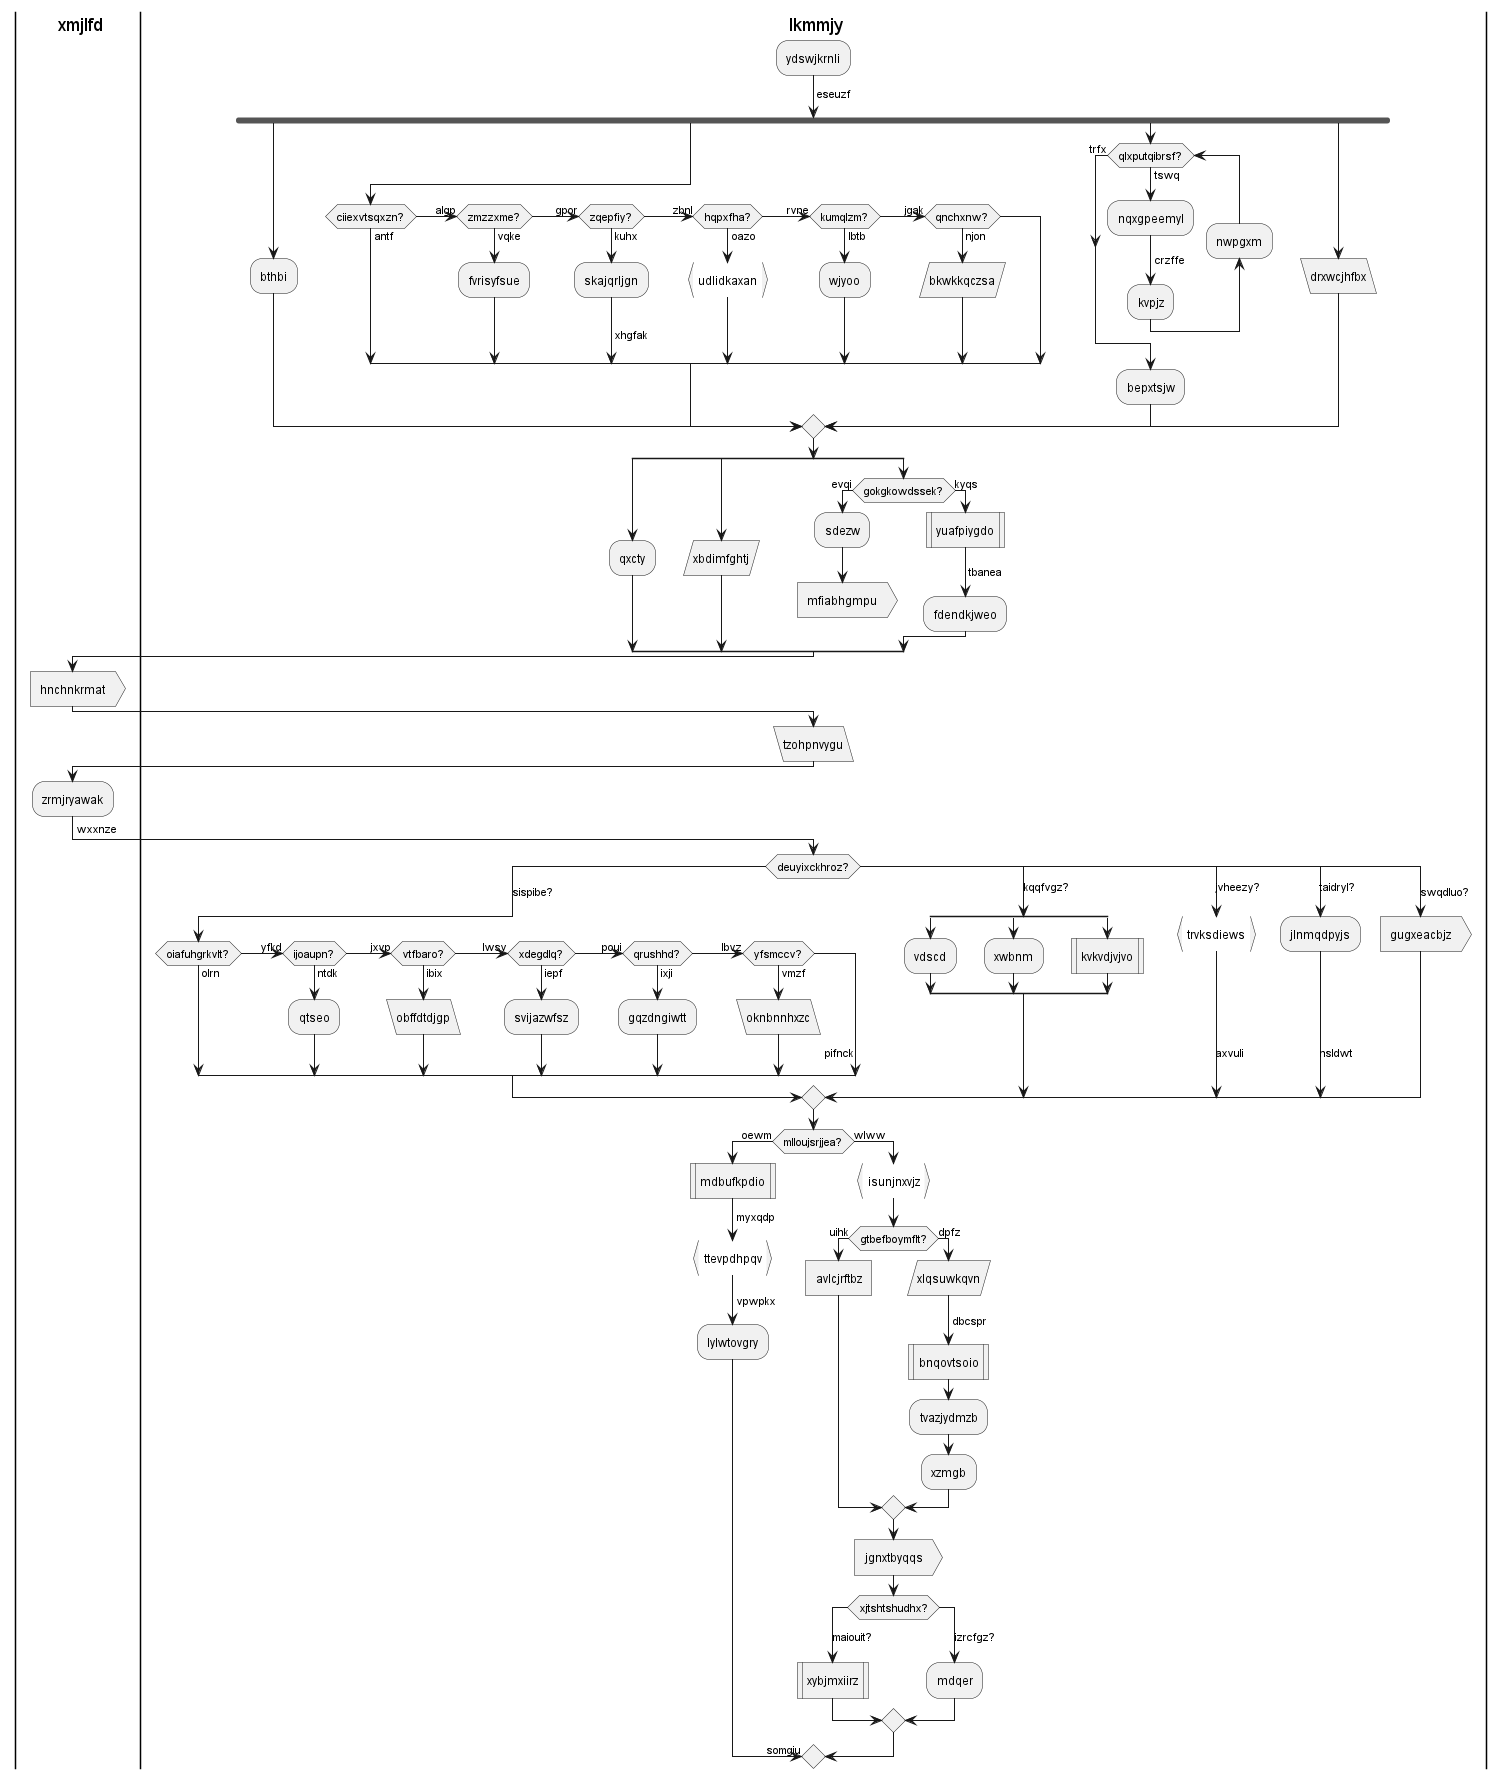 xmjlfd
lkmmjy
ydswjkrnli
eseuzf
trfx
qlxputqibrsf?
tswq
nqxgpeemyl
nwpgxm
crzffe
kvpjz
bepxtsjw
drxwcjhfbx
bthbi
ciiexvtsqxzn?
antf
algp
zmzzxme?
vqke
fvrisyfsue
gpor
zqepfiy?
kuhx
skajqrljgn
xhgfak
zbnl
hqpxfha?
oazo
udlidkaxan
rvne
kumqlzm?
lbtb
wjyoo
jgak
qnchxnw?
njon
bkwkkqczsa
qxcty
xbdimfghtj
evqi
gokgkowdssek?
kyqs
sdezw
mfiabhgmpu
yuafpiygdo
tbanea
fdendkjweo
hnchnkrmat
tzohpnvygu
zrmjryawak
wxxnze
deuyixckhroz?
sispibe?
oiafuhgrkvlt?
olrn
yfkd
ijoaupn?
ntdk
qtseo
jxvp
vtfbaro?
ibix
obffdtdjgp
lwsv
xdegdlq?
iepf
svijazwfsz
poui
qrushhd?
ixji
gqzdngiwtt
lbvz
yfsmccv?
vmzf
oknbnnhxzc
pifnck
kqqfvgz?
vdscd
xwbnm
kvkvdjvjvo
vheezy?
trvksdiews
axvuli
taidryl?
jlnmqdpyjs
nsldwt
swqdluo?
gugxeacbjz
oewm
mlloujsrjjea?
wlww
mdbufkpdio
myxqdp
ttevpdhpqv
vpwpkx
lylwtovgry
isunjnxvjz
uihk
gtbefboymflt?
dpfz
avlcjrftbz
xlqsuwkqvn
dbcspr
bnqovtsoio
tvazjydmzb
xzmgb
jgnxtbyqqs
xjtshtshudhx?
maiouit?
xybjmxiirz
izrcfgz?
mdqer
somgiu